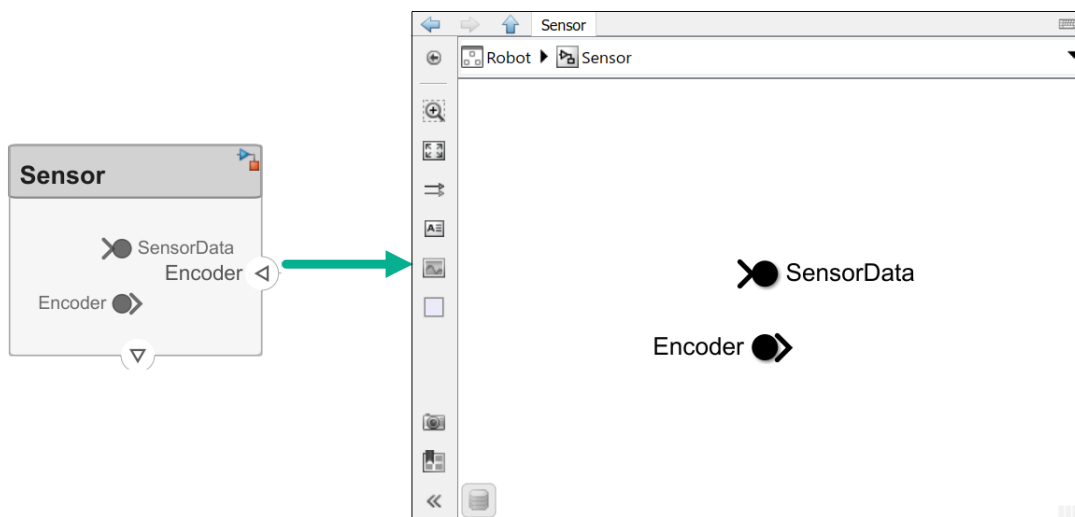 Sensor
SensorData
Encoder
Encoder
Sensor
Robot Sensor
A
SensorData
Encoder